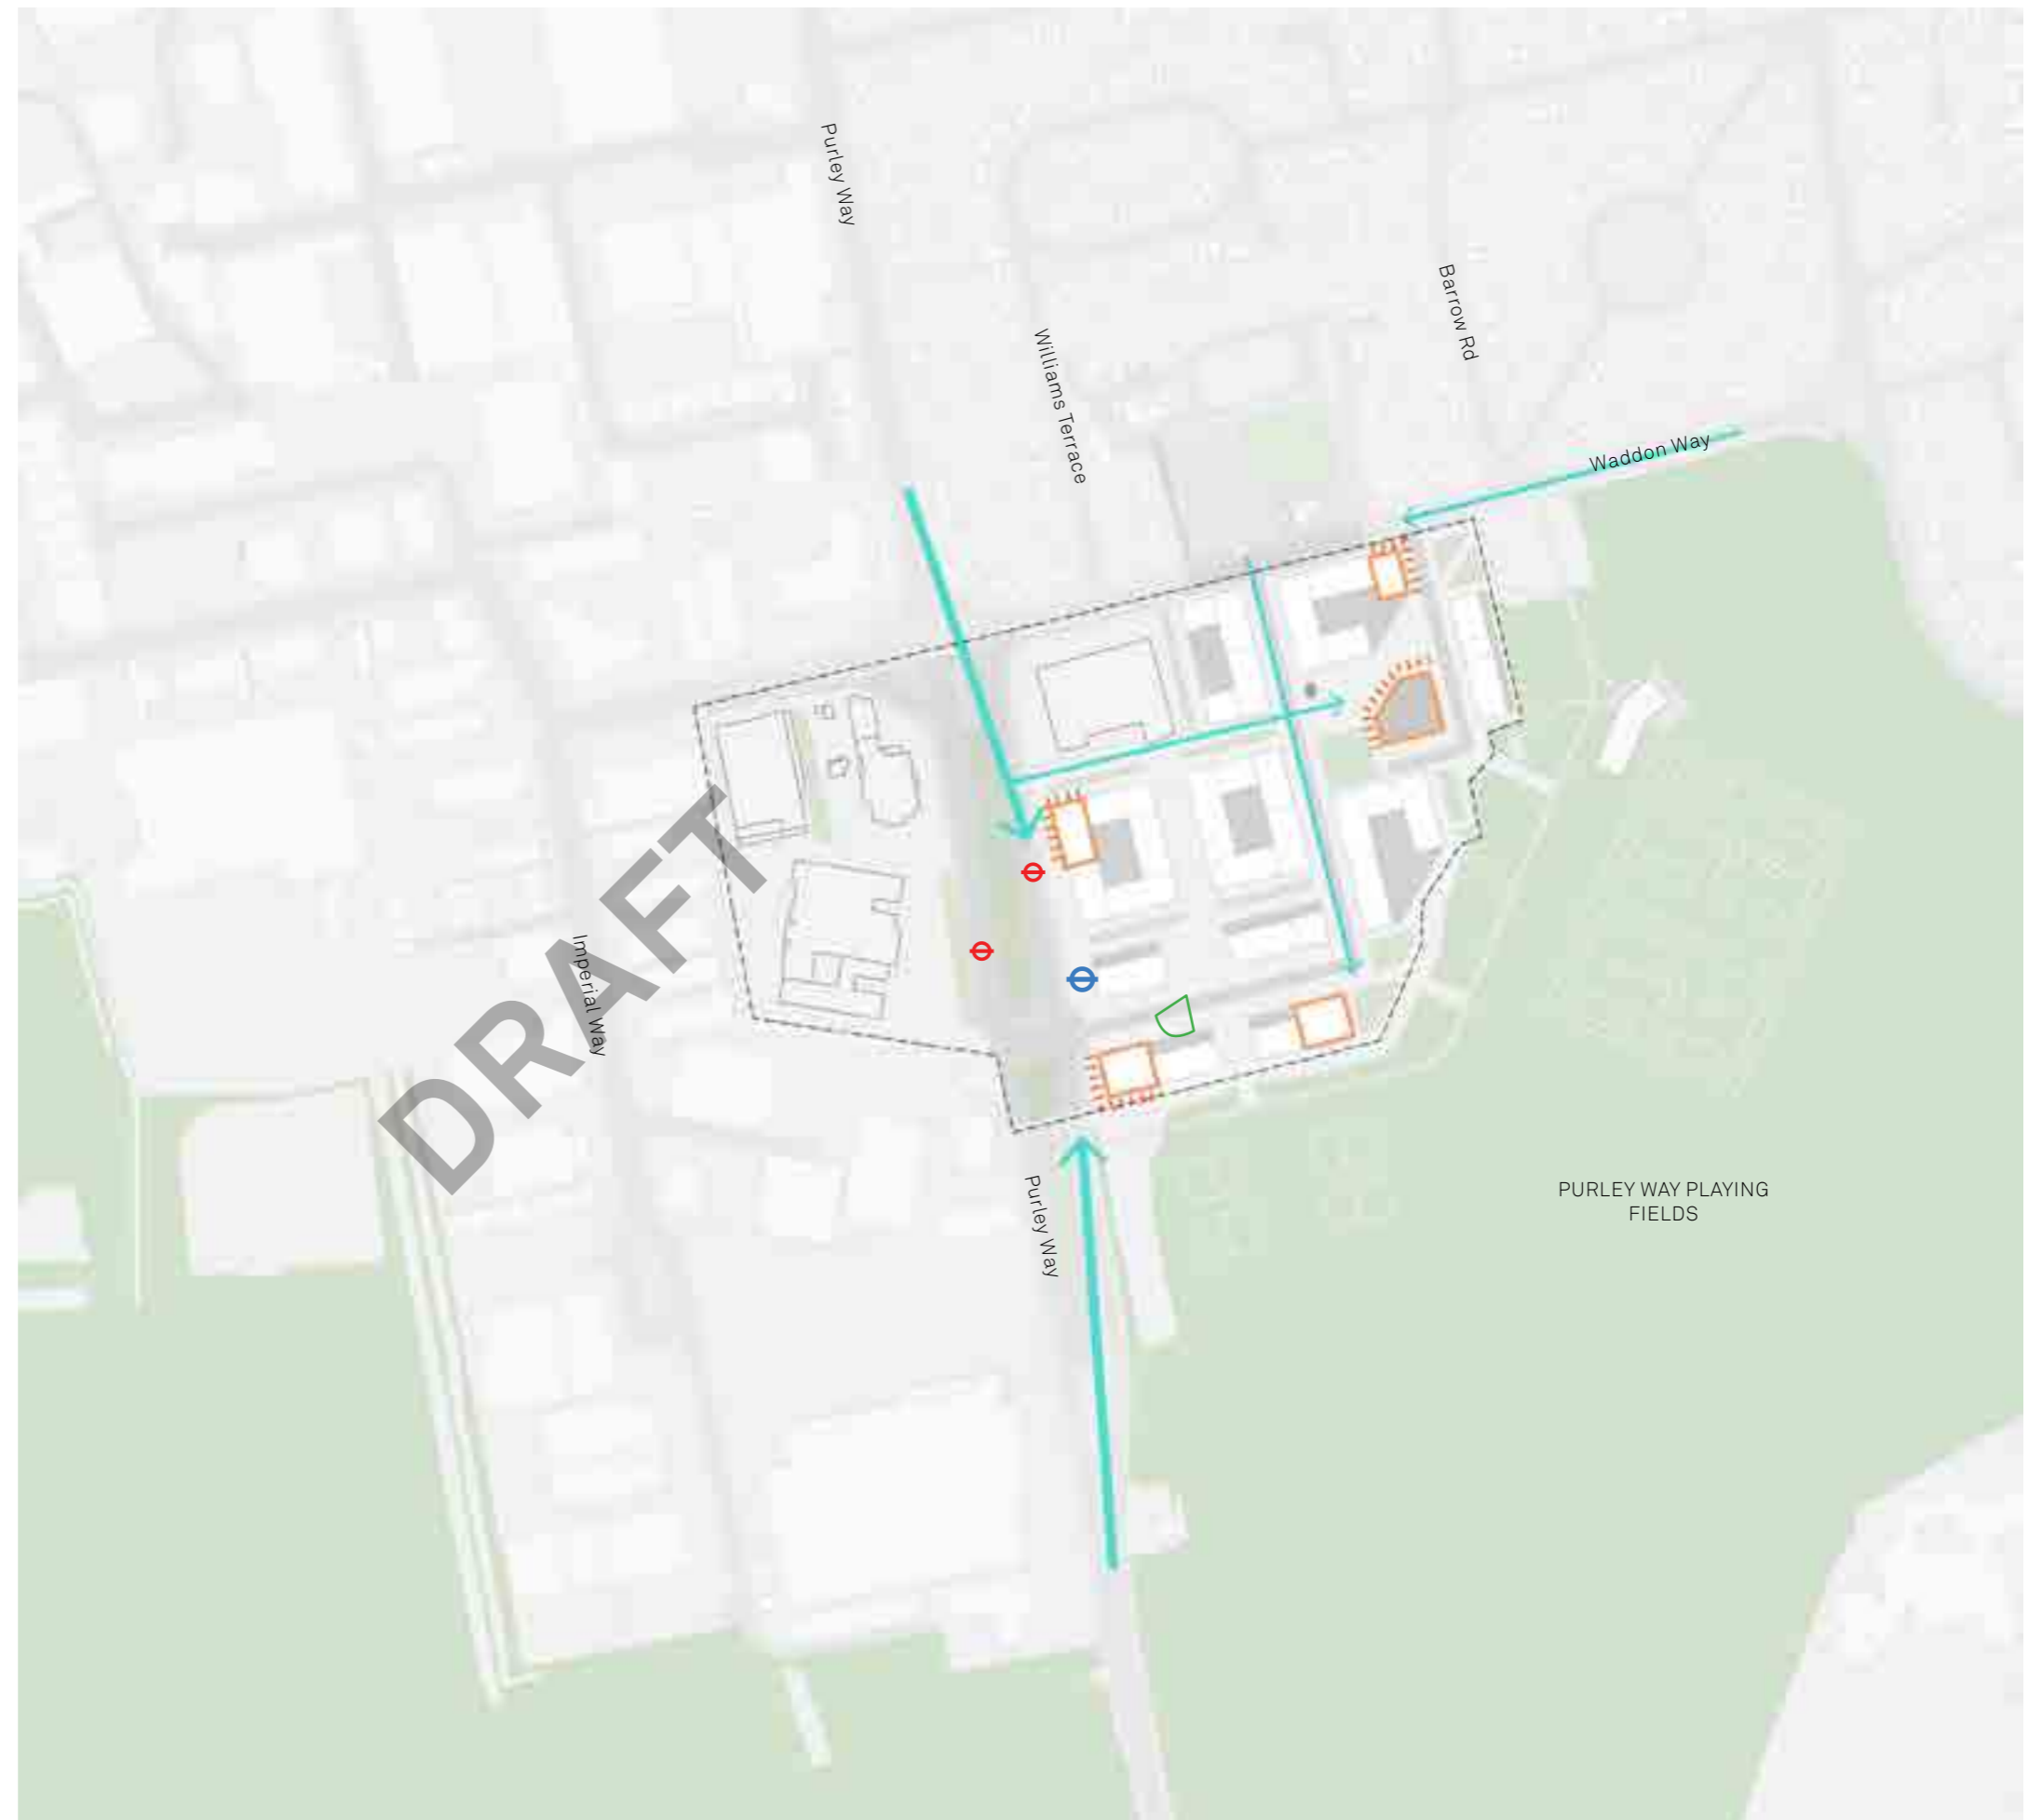 Purley Way
Barrow Rd
Williams Terrace
Waddon Way
DRAFT
Imperial Way
Purley Way
PURLEY WAY PLAYING
FIELDS